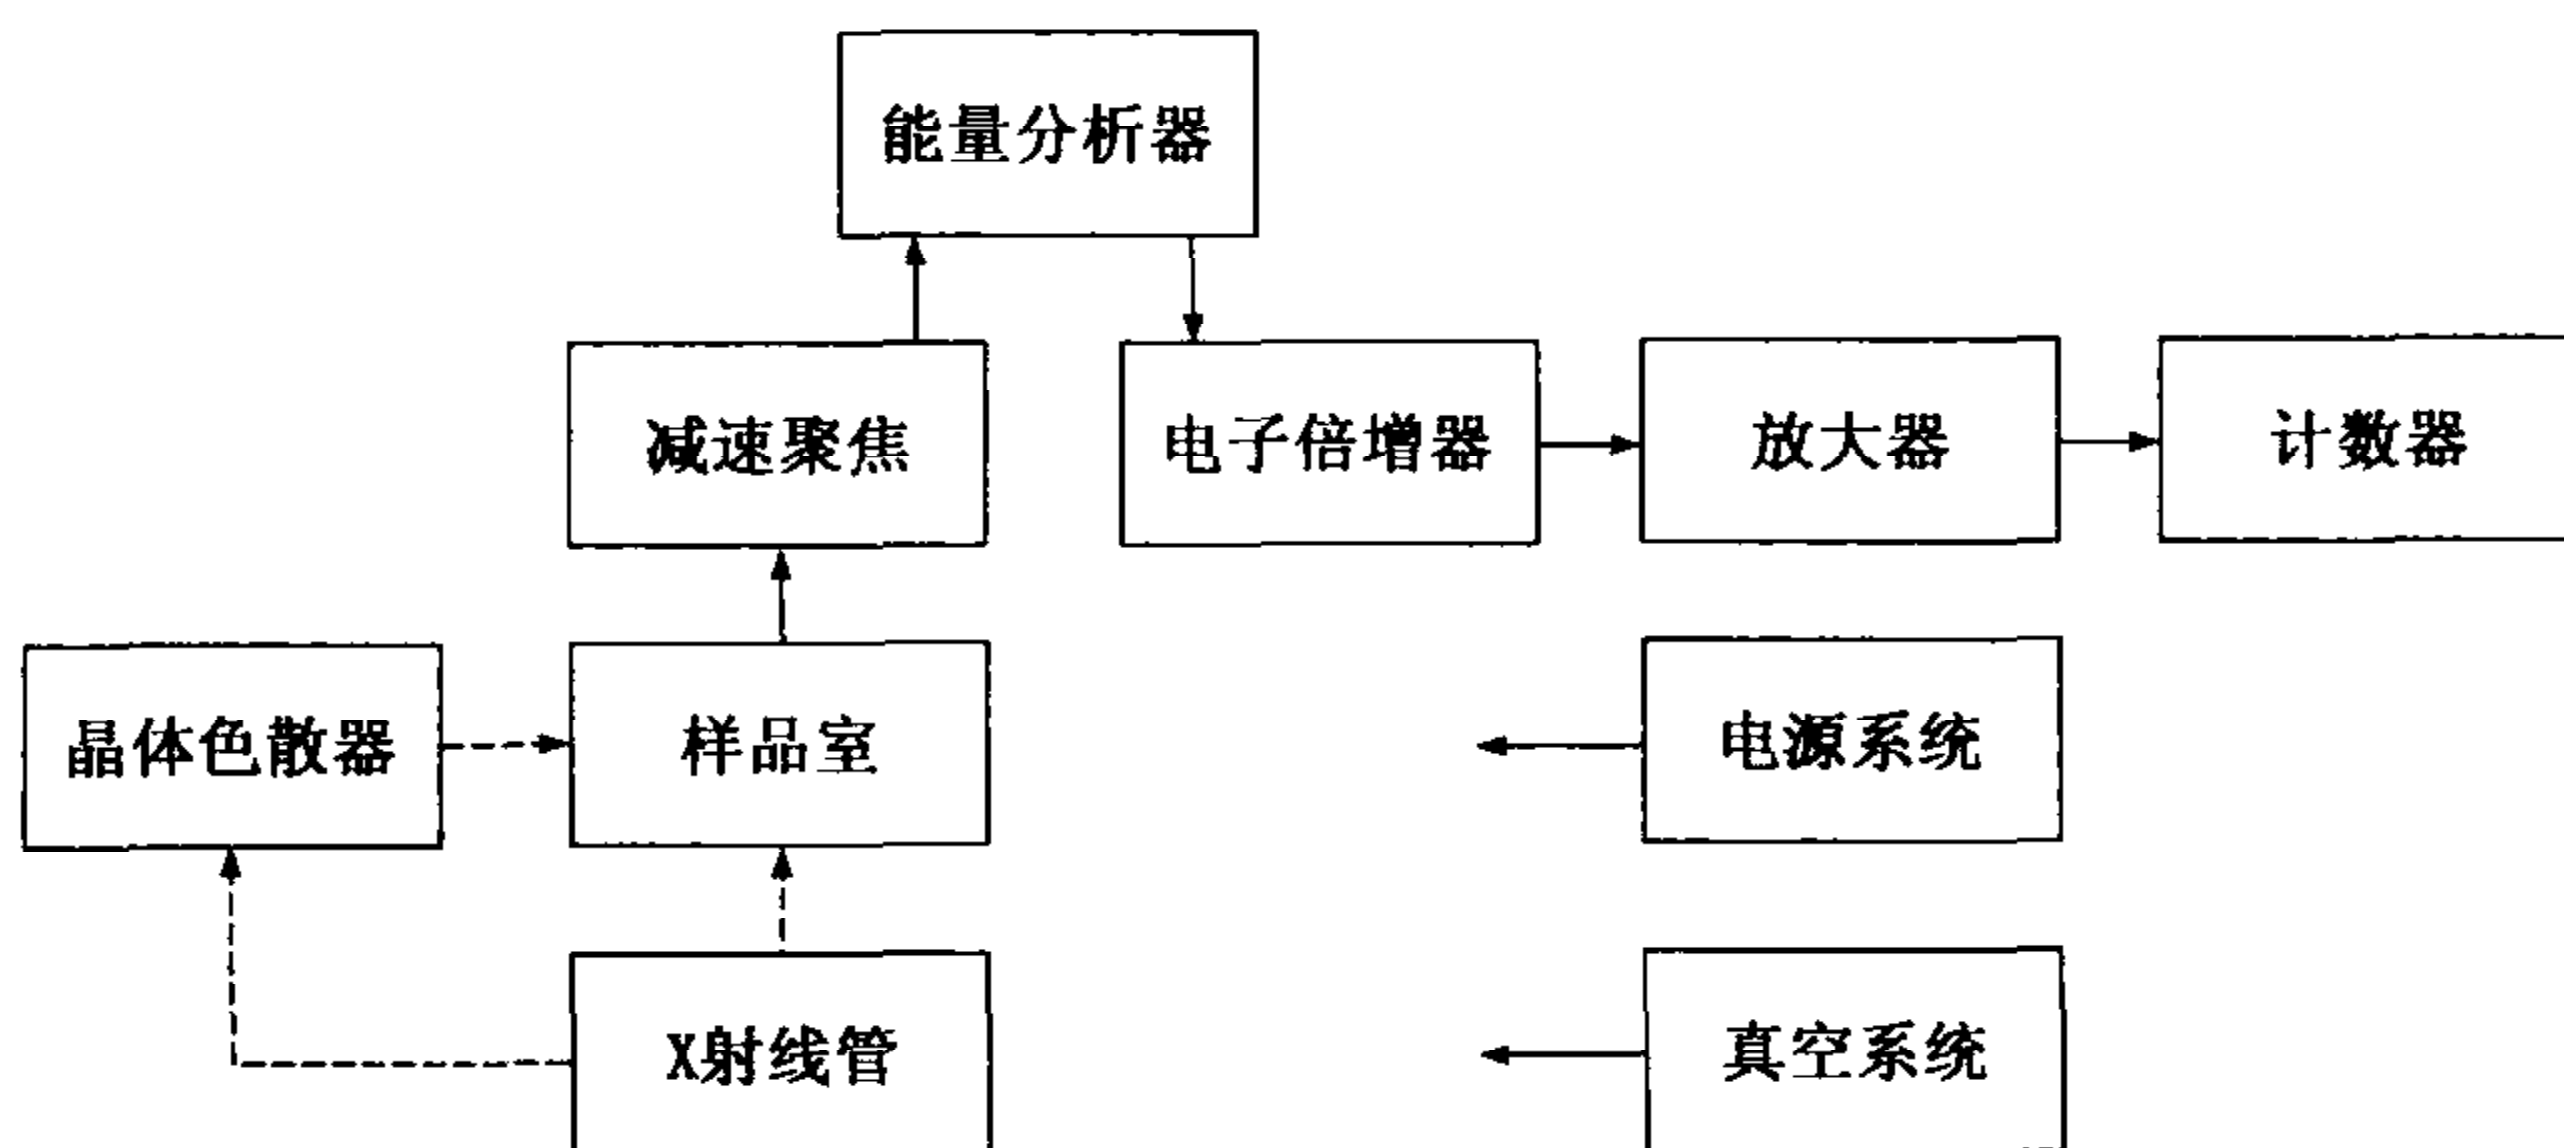 能量分析器
减速聚焦
电子倍增器
放大器
计数器
晶体色散器
样品室
电源系统
X射线管
真空系统